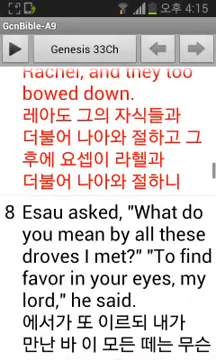 오후 4:15
GcnBible-A9
Genesis 33Ch
Rachel, and they too
bowed down.
레아도 그의 자식들과
더불어 나아와 절하고 그
후에 요셉이 라헬과
더불어 나아와 절하니
8 Esau asked, "What do
you mean by all these
droves I met?" "To find
favor in your eyes, my
lord," he said.
에서가 또 이르되 내가
만난 바 이 모든 떼는 무슨